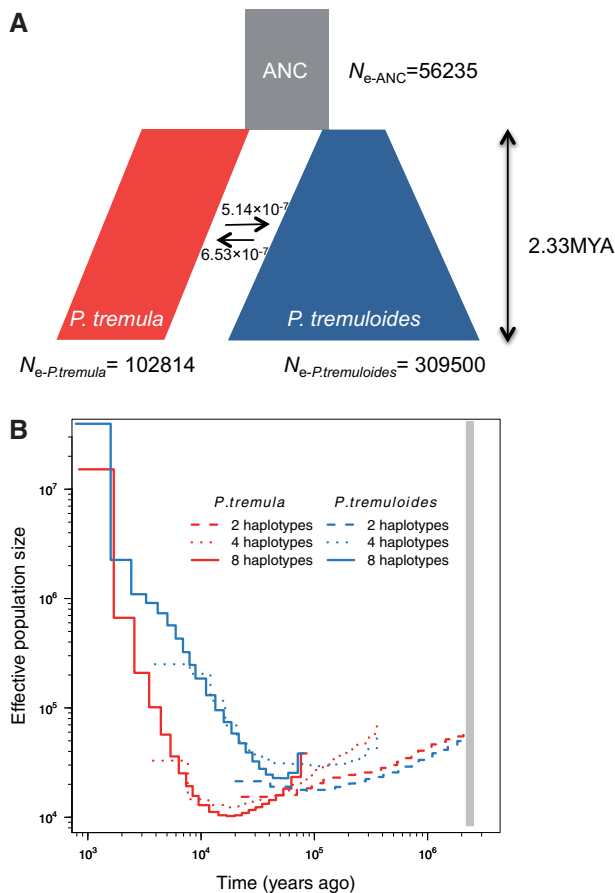 A
ANC
Ne-ANC=56235
5.14×10-7
6.53×10-7
2.33MYA
P. tremula
P. tremuloides
Ne-P.tremula= 102814
Ne-P.tremuloides= 309500
B
Effective population size
10^7
10^6
10^5
10^4
P.tremula
P.tremuloides
2 haplotypes
2 haplotypes
4 haplotypes
4 haplotypes
8 haplotypes
8 haplotypes
10^3
10^4
10^5
10^6
Time (years ago)